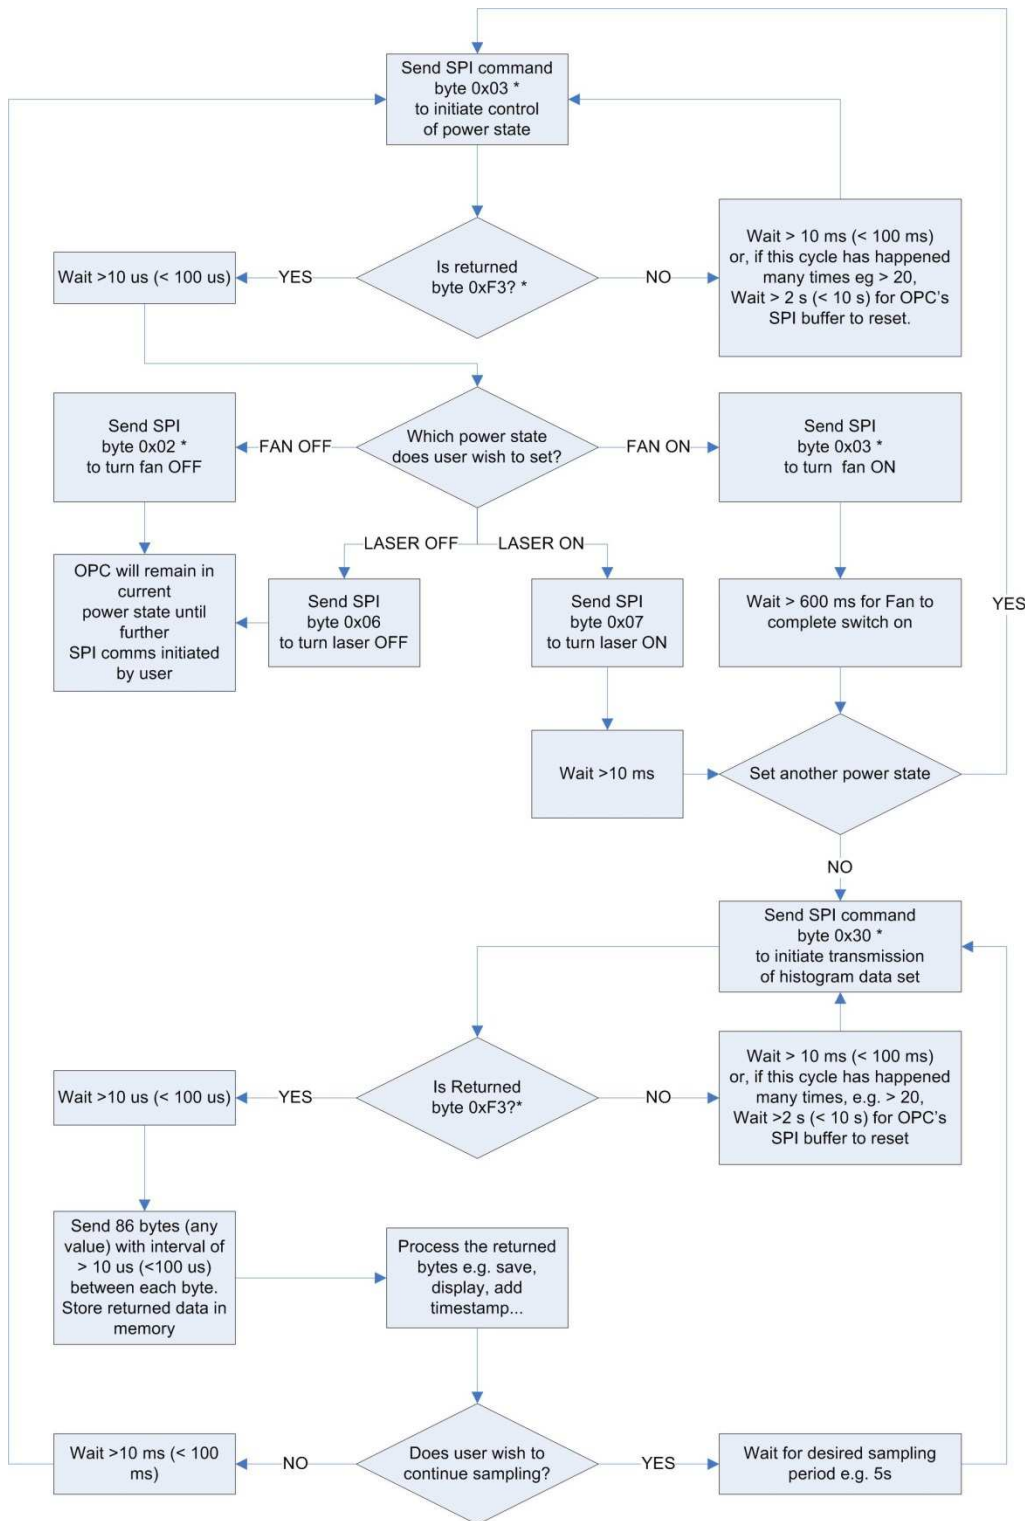 Send SPI command
byte 0x03 *
to initiate control
of power state
Wait >10 us (< 100 us)
YES
Is returned
byte 0xF3? *
NO
Wait > 10 ms (< 100 ms)
or, if this cycle has happened
many times eg > 20,
Wait > 2 s (< 10 s) for OPC's
SPI buffer to reset.
Send SPI
byte 0x02 *
to turn fan OFF
FAN OFF
Which power state
does user wish to set?
FAN ON
Send SPI
byte 0x03 *
to turn fan ON
LASER OFF
LASER ON
OPC will remain in
current
power state until
further
SPI comms initiated
by user
Send SPI
byte 0x06
to turn laser OFF
Send SPI
byte 0x07
to turn laser ON
Wait > 600 ms for Fan to
complete switch on
YES
Wait >10 ms
Set another power state
NO
Send SPI command
byte 0x30 *
to initiate transmission
of histogram data set
Wait >10 us (< 100 us)
YES
Is Returned
byte 0xF3?*
NO
Wait > 10 ms (< 100 ms)
or, if this cycle has happened
many times, e.g. > 20,
Wait >2 s (< 10 s) for OPC's
SPI buffer to reset
Send 86 bytes (any
value) with interval of
> 10 us (<100 us)
between each byte.
Store returned data in
memory
Process the returned
bytes e.g. save,
display, add
timestamp...
Wait >10 ms (< 100
ms)
NO
Does user wish to
continue sampling?
YES
Wait for desired sampling
period e.g. 5s